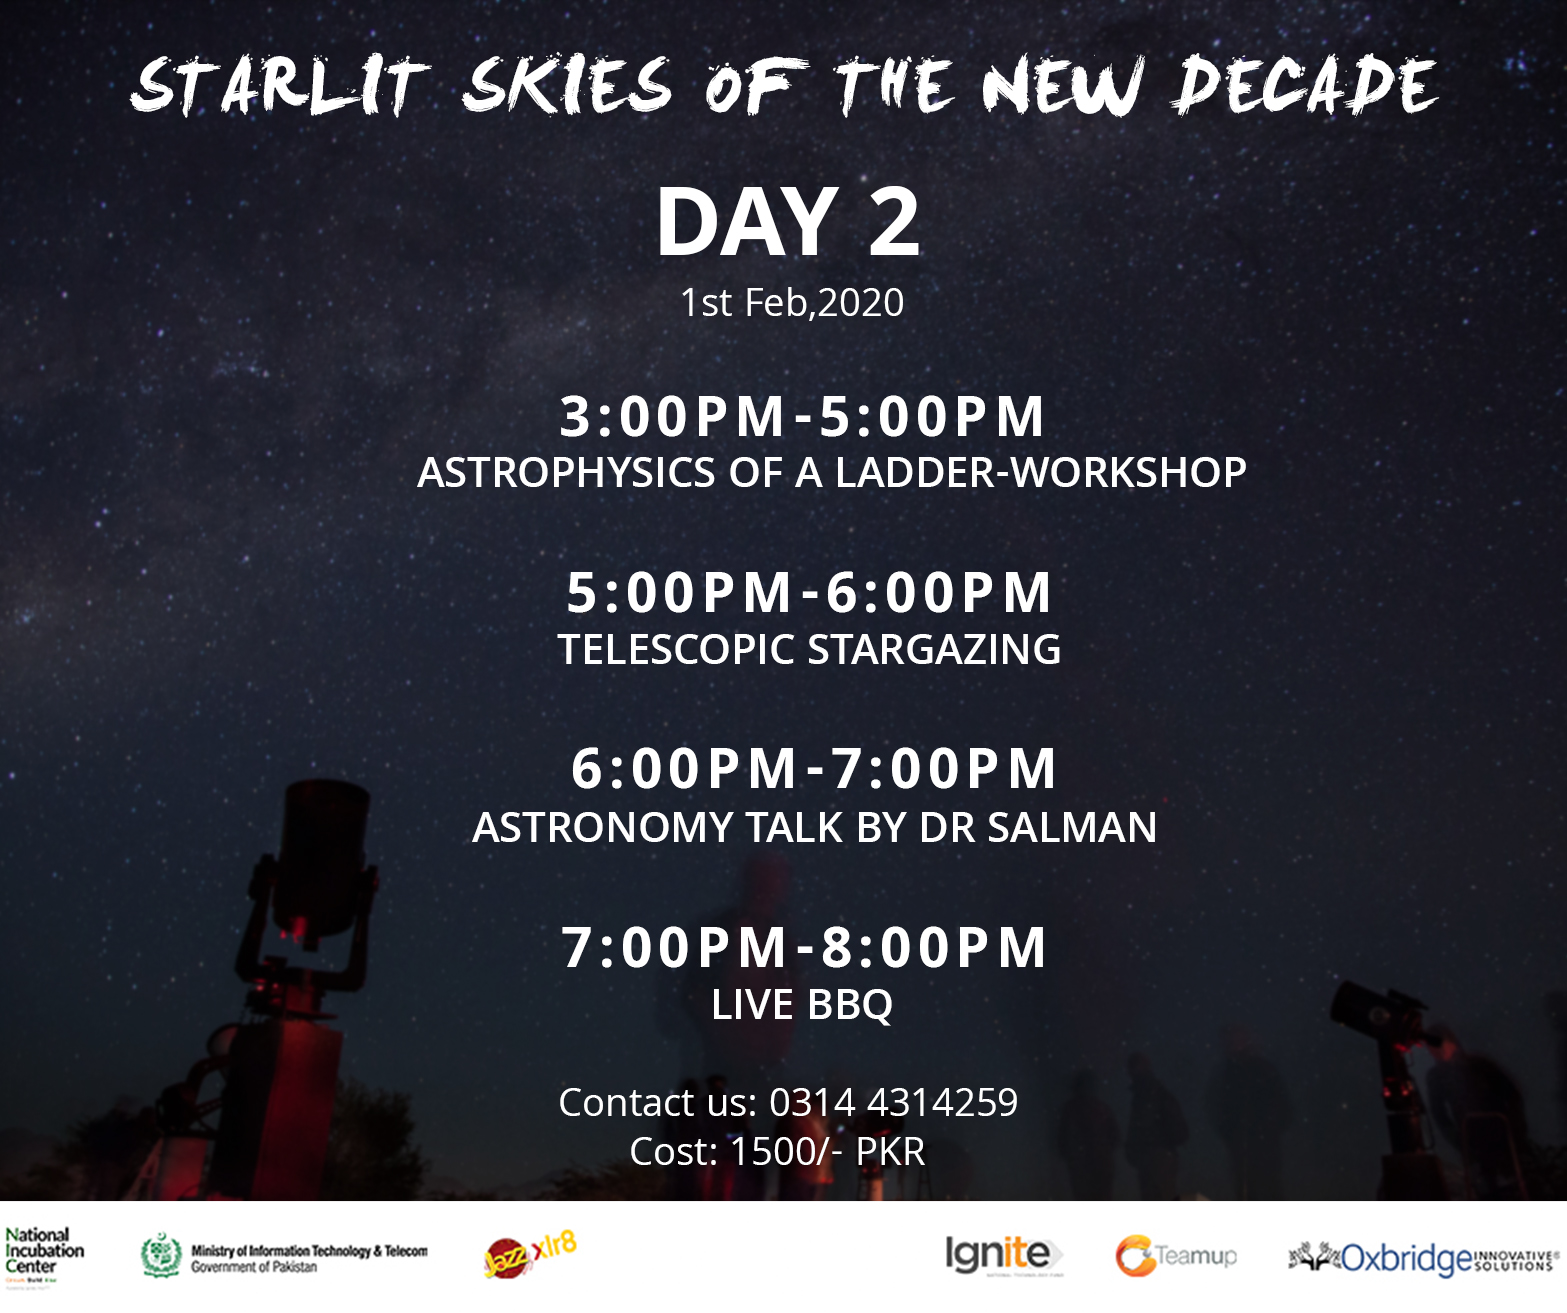 STARLIT SKIES OF THE NEW DECADE
DAY 2
1st Feb,2020
3:00PM-5:00PM
ASTROPHYSICS OF A LADDER-WORKSHOP
5:00PM-6:00PM
TELESCOPIC STARGAZING
6:00PM-7:00PM
ASTRONOMY TALK BY DR SALMAN
7:00PM-8:00PM
LIVE BBQ
Contact us: 0314 4314259
Cost: 1500/- PKR
National
Incubation
Center
Ministry of Information Technology & Telecom
Government of Pakistan
Jazz xlr8
Ignite
NATIONAL TECHNOLOGY FUND
Teamup
Oxbridge INNOVATIVE®
SOLUTIONS